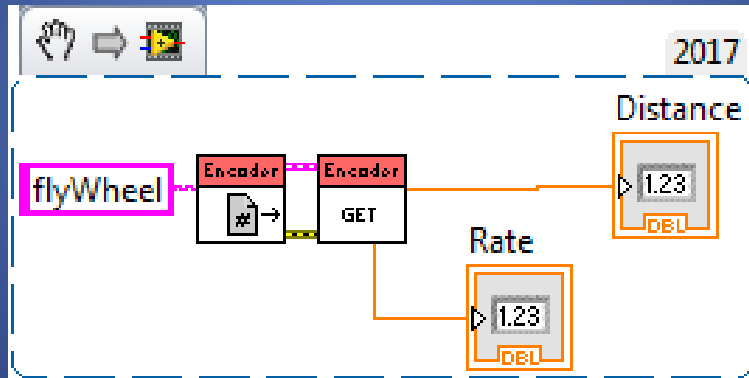 2017
Distance
Encoder
Encoder
flyWheel
#
GET
1.23
DBL
Rate
1.23
DBL